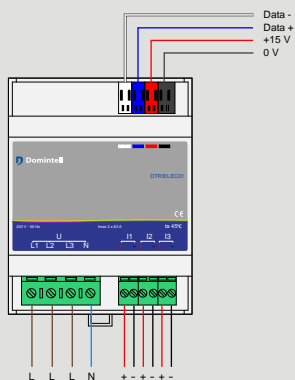 Data -
Data +
+15 V
0 V
Domintell
DTRIELEC01
CE
230 V - 50 Hz
Imax 3 x 63 A
ta 45°C
U
I1 I2 I3
L1 L2 L3 N
L L L N + - + - + -